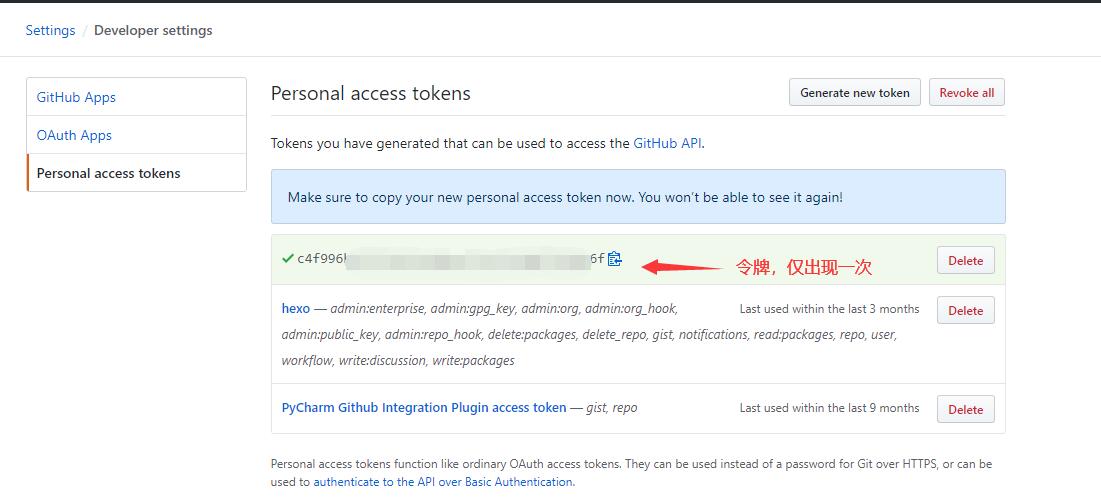 Settings / Developer settings
GitHub Apps
OAuth Apps
Personal access tokens
Personal access tokens
Generate new token
Revoke all
Tokens you have generated that can be used to access the GitHub API.
Make sure to copy your new personal access token now. You won't be able to see it again!
c4f996
6f
令牌，仅出现一次
Delete
hexo — admin:enterprise, admin:gpg_key, admin:org, admin:org_hook,
admin:public_key, admin:repo_hook, delete:packages, delete_repo, gist, notifications, read:packages, repo, user,
workflow, write:discussion, write:packages
Last used within the last 3 months
Delete
PyCharm Github Integration Plugin access token — gist, repo
Last used within the last 9 months
Delete
Personal access tokens function like ordinary OAuth access tokens. They can be used instead of a password for Git over HTTPS, or can be
used to authenticate to the API over Basic Authentication.